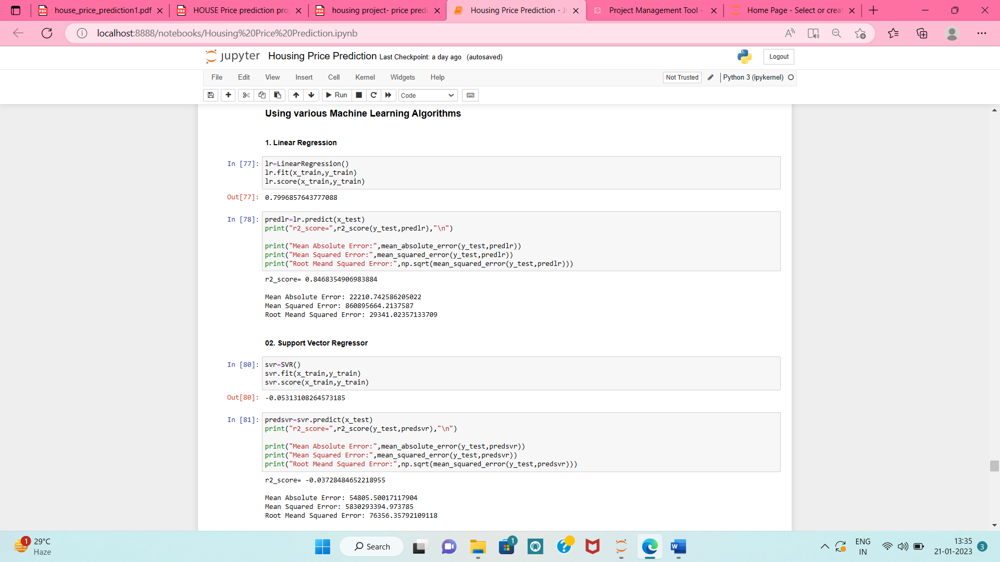 house_price_prediction1.pdf
HOUSE Price prediction pro
housing project- price predi
Housing Price Prediction - Ju
Project Management Tool -
Home Page - Select or creat
localhost:8888/notebooks/Housing%20Price%20Prediction.ipynb
jupyter Housing Price Prediction Last Checkpoint: a day ago (autosaved)
Logout
File Edit View Insert Cell Kernel Widgets Help
Not Trusted
Python 3 (ipykernel)
Run
Code
Using various Machine Learning Algorithms
1. Linear Regression
In [77]: lr=LinearRegression()
lr.fit(x_train,y_train)
lr.score(x_train,y_train)
Out[77]: 0.7996857643777088
In [78]: predlr=lr.predict(x_test)
print("r2_score=",r2_score(y_test,predlr),"\n")
print("Mean Absolute Error:",mean_absolute_error(y_test,predlr))
print("Mean Squared Error:",mean_squared_error(y_test,predlr))
print("Root Meand Squared Error:",np.sqrt(mean_squared_error(y_test,predlr)))
r2_score= 0.8468354906983884
Mean Absolute Error: 22210.742586205022
Mean Squared Error: 860895664.2137587
Root Meand Squared Error: 29341.02357133709
02. Support Vector Regressor
In [80]: svr=SVR()
svr.fit(x_train,y_train)
svr.score(x_train,y_train)
Out[80]: -0.05313108264573185
In [81]: predsvr=svr.predict(x_test)
print("r2_score=",r2_score(y_test,predsvr),"\n")
print("Mean Absolute Error:",mean_absolute_error(y_test,predsvr))
print("Mean Squared Error:",mean_squared_error(y_test,predsvr))
print("Root Meand Squared Error:",np.sqrt(mean_squared_error(y_test,predsvr)))
r2_score= -0.03728484652218955
Mean Absolute Error: 54805.50017117904
Mean Squared Error: 5830293394.973785
Root Meand Squared Error: 76356.35792109118
1
29°C
Haze
Search
1
ENG
IN
13:35
21-01-2023
3